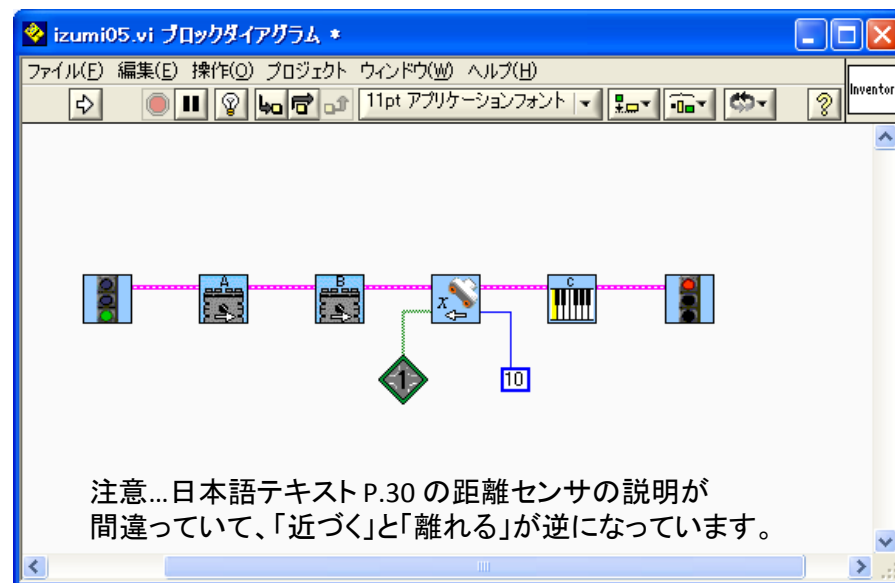 izumi05.vi ブロックダイアグラム *
ファイル(F) 編集(E) 操作(O) プロジェクト ウィンドウ(W) ヘルプ(H)
11pt アプリケーションフォント
Inventor
A
B
C
x
1
10
注意…日本語テキスト P.30 の距離センサの説明が
間違っていて、「近づく」と「離れる」が逆になっています。